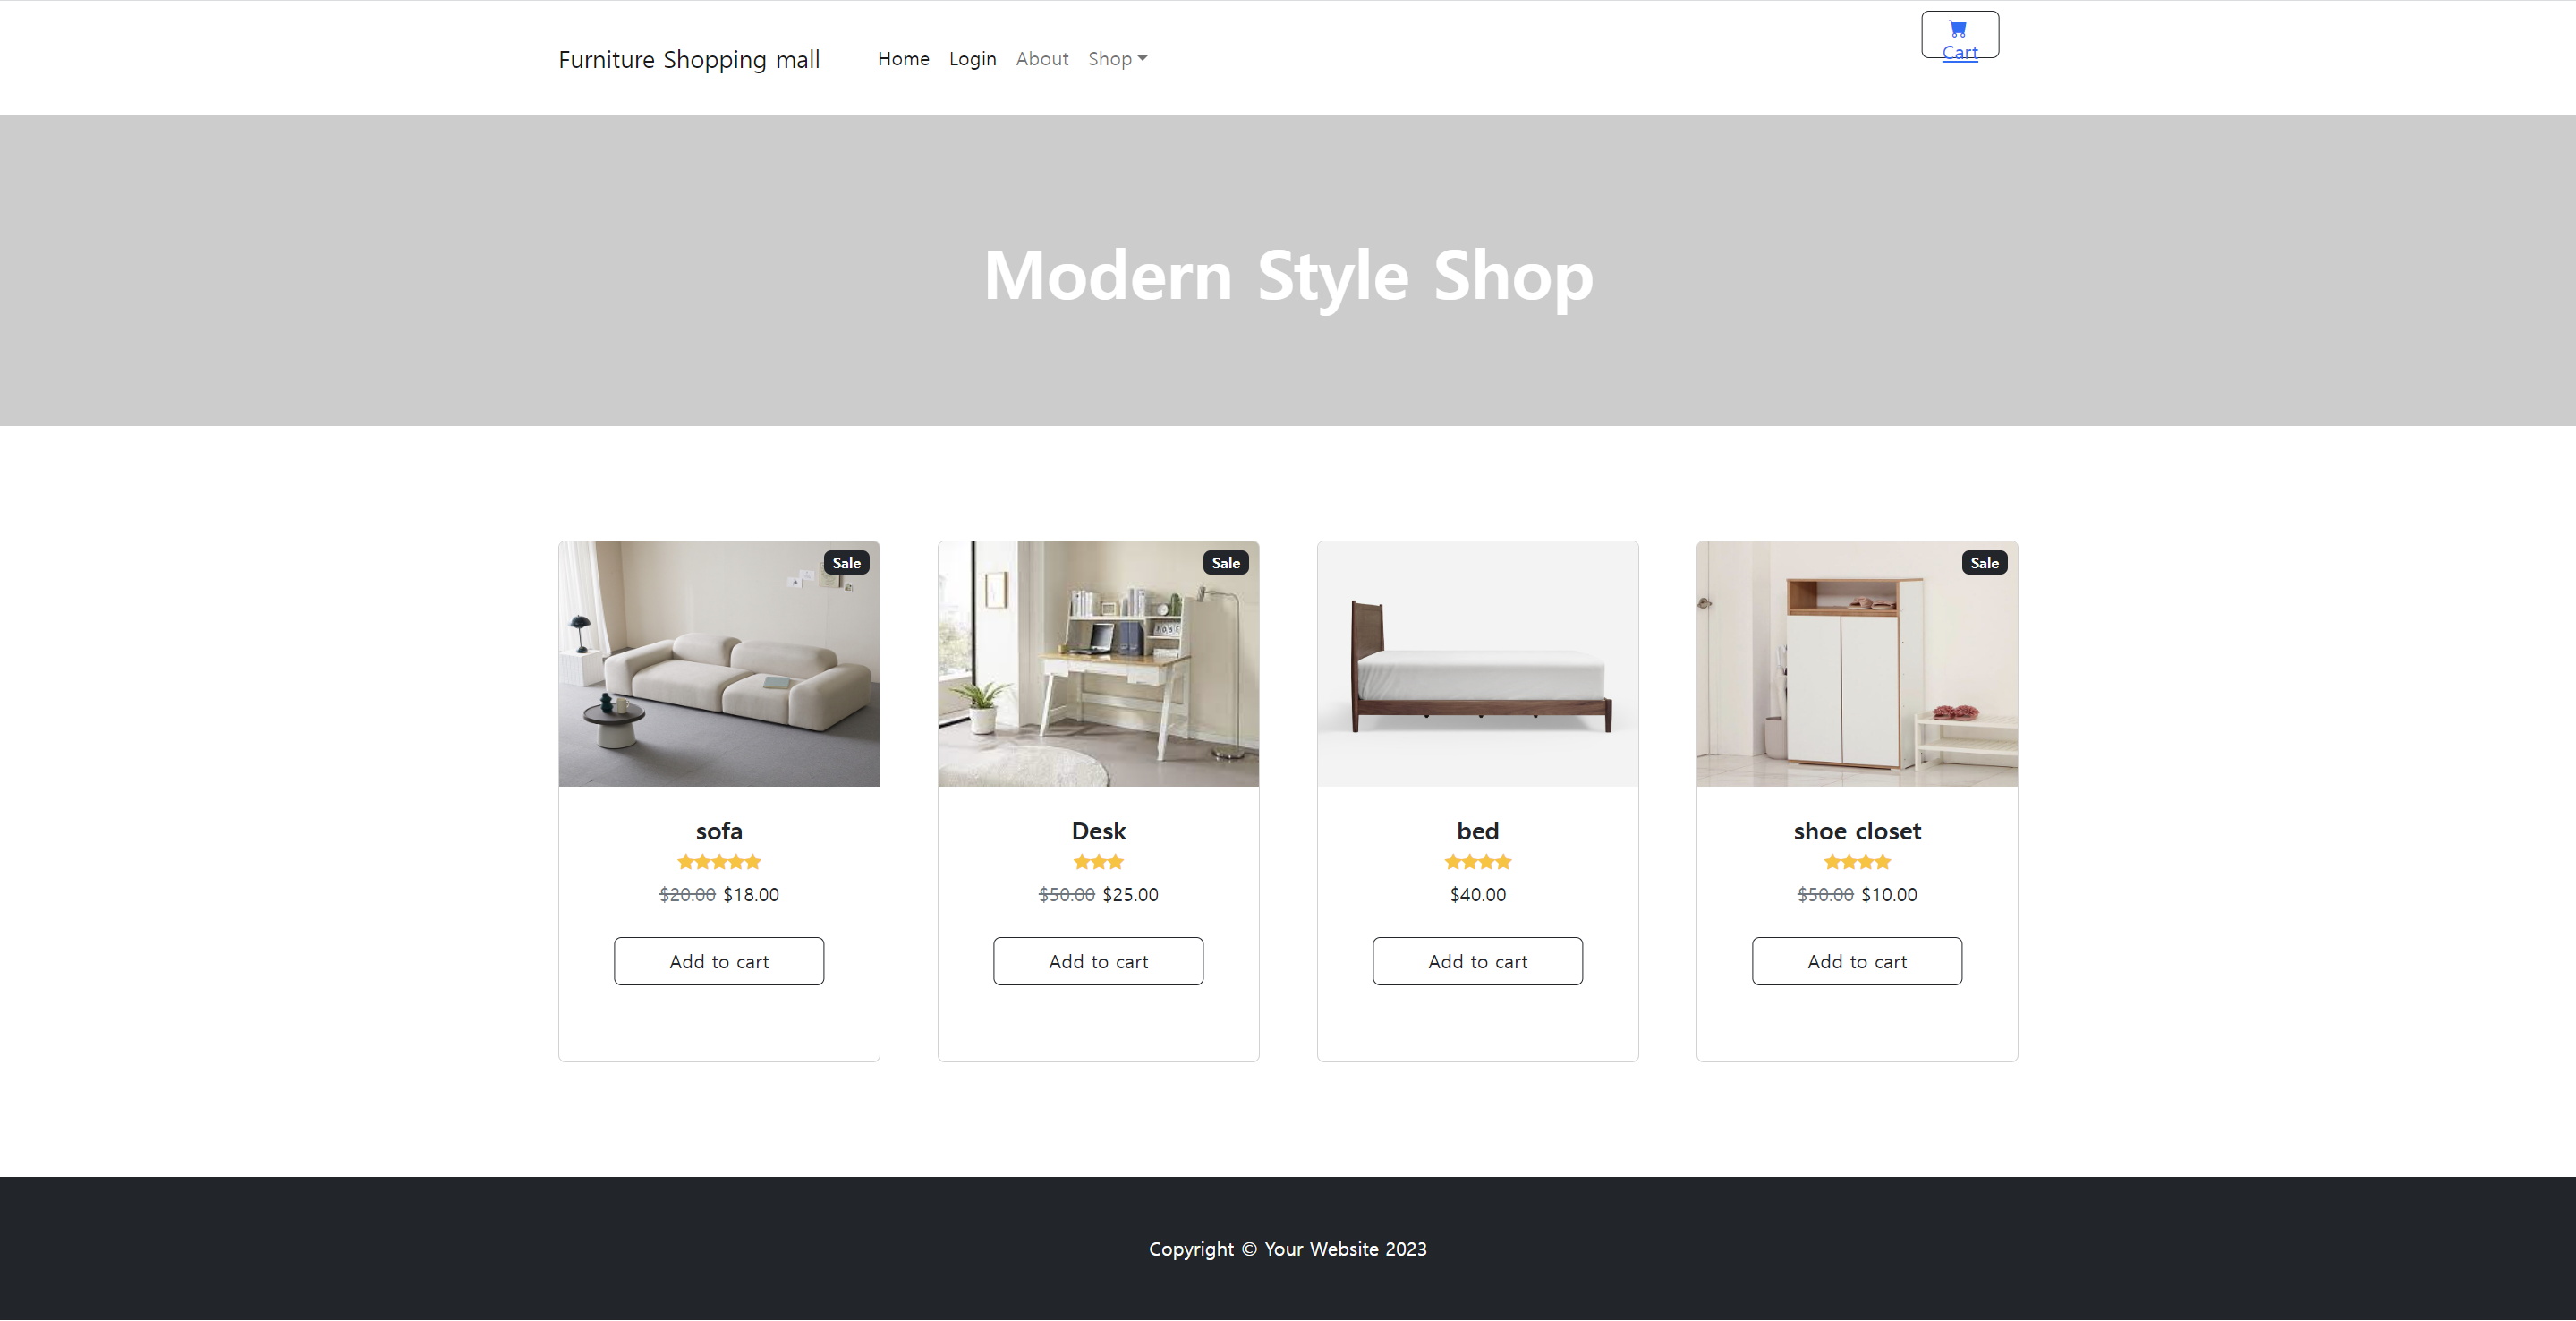 Furniture Shopping mall Home Login About Shop
Cart
Modern Style Shop
Sale
Sale
Sale
sofa
$20.00 $18.00
Add to cart
Desk
$50.00 $25.00
Add to cart
bed
$40.00
Add to cart
shoe closet
$50.00 $10.00
Add to cart
Copyright © Your Website 2023